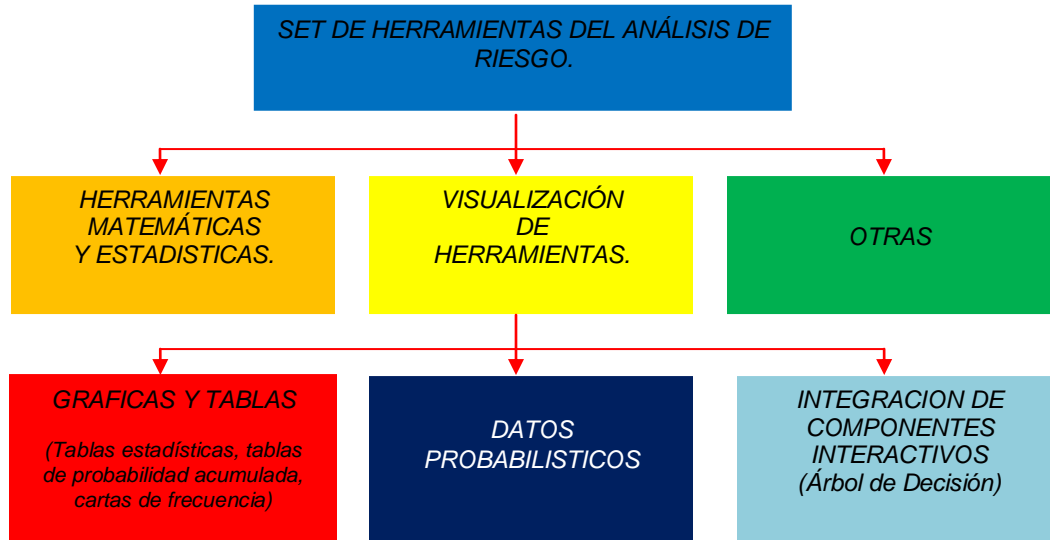 SET DE HERRAMIENTAS DEL ANÁLISIS DE
RIESGO.
HERRAMIENTAS
MATEMÁTICAS
Y ESTADISTICAS.
VISUALIZACIÓN
DE
HERRAMIENTAS.
OTRAS
GRAFICAS Y TABLAS
(Tablas estadísticas, tablas
de probabilidad acumulada,
cartas de frecuencia)
DATOS
PROBABILISTICOS
INTEGRACION DE
COMPONENTES
INTERACTIVOS
(Árbol de Decisión)